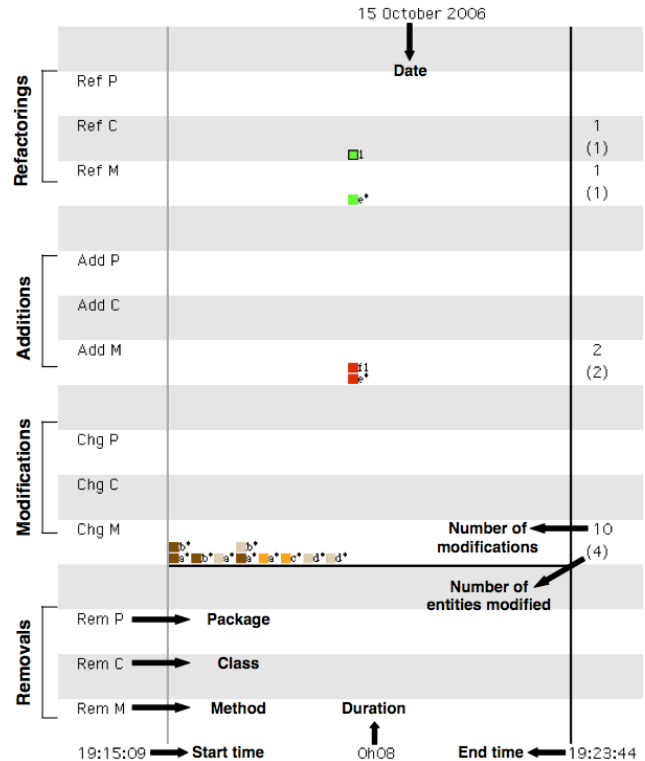 15 October 2006
Date
Refactorings
Ref P
Ref C
1
(1)
1
Ref M
1
(1)
e*
Additions
Add P
Add C
Add M
2
(2)
f1
e*
Modifications
Chg P
Chg C
Chg M
Number of modifications
10
(4)
b* b*
a* b* a* a* a* c* d* d*
Number of
entities modified
Removals
Rem P
Package
Rem C
Class
Rem M
Method
Duration
19:15:09
Start time
0h08
End time
19:23:44